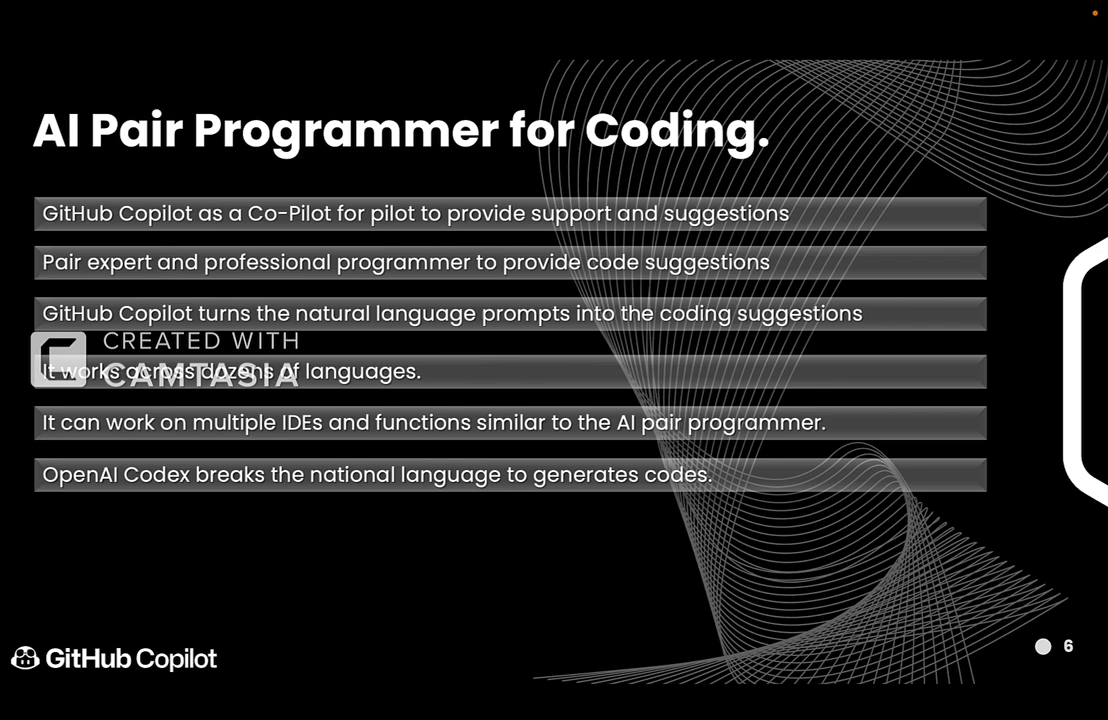 AI Pair Programmer for Coding.
GitHub Copilot as a Co-Pilot for pilot to provide support and suggestions
Pair expert and professional programmer to provide code suggestions
GitHub Copilot turns the natural language prompts into the coding suggestions
CREATED WITH
CAMTASIA
It works across dozens of languages.
It can work on multiple IDEs and functions similar to the AI pair programmer.
OpenAI Codex breaks the national language to generates codes.
GitHub Copilot
6